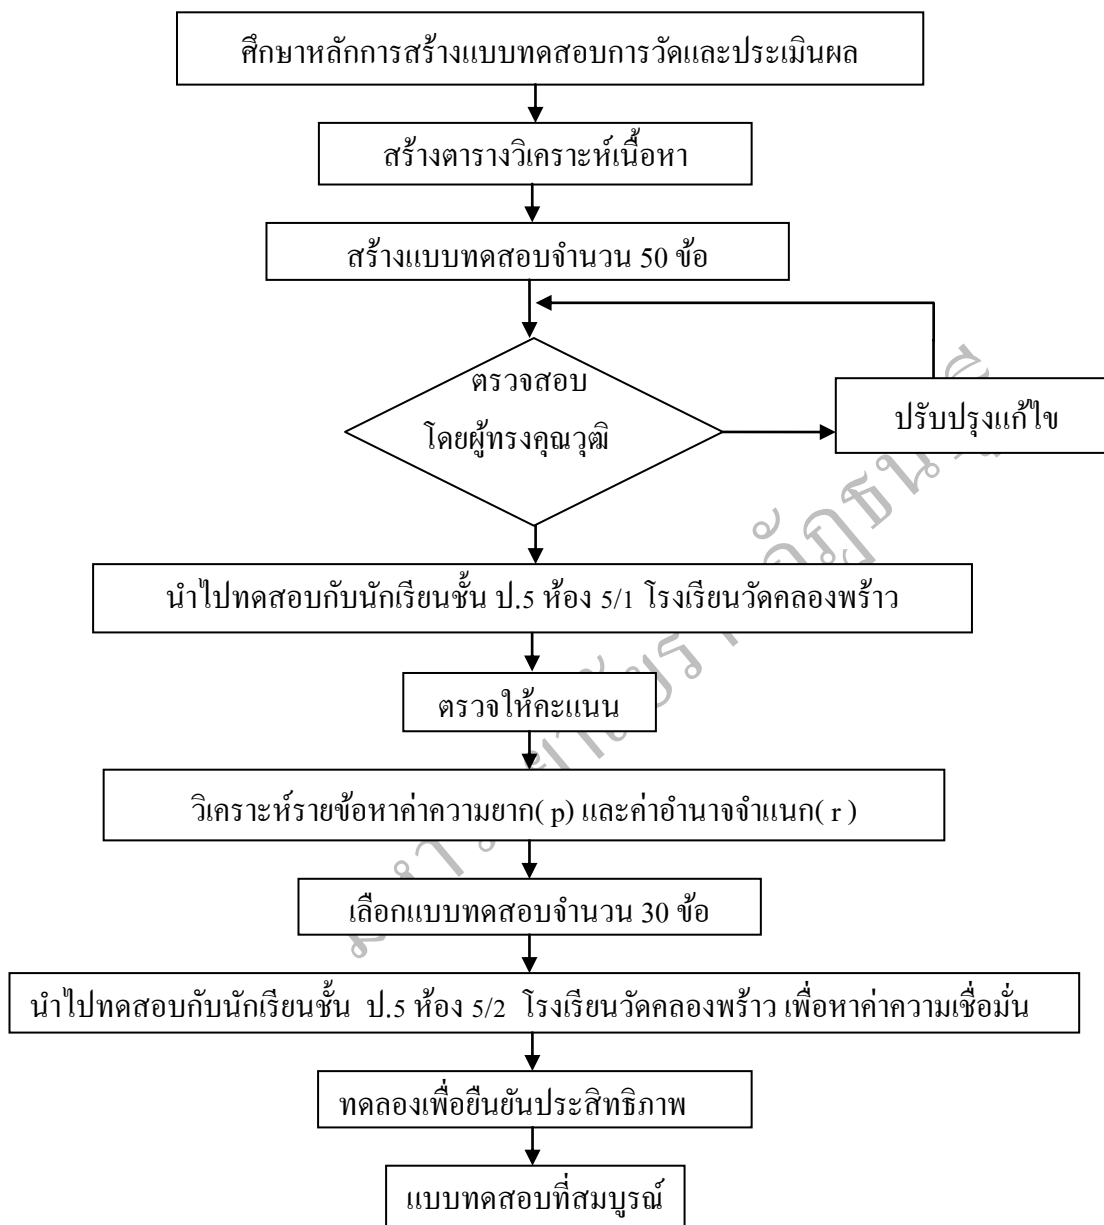 ศึกษาหลักการสร้างแบบทดสอบการวัดและประเมินผล
สร้างตารางวิเคราะห์เนื้อหา
สร้างแบบทดสอบจำนวน 50 ข้อ
ตรวจสอบ
โดยผู้ทรงคุณวุฒิ
ปรับปรุงแก้ไข
นำไปทดสอบกับนักเรียนชั้น ป.5 ห้อง 5/1 โรงเรียนวัดคลองพร้าว
ตรวจให้คะแนน
วิเคราะห์รายข้อหาค่าความยาก( p) และค่าอำนาจจำแนก( r )
เลือกแบบทดสอบจำนวน 30 ข้อ
นำไปทดสอบกับนักเรียนชั้น ป.5 ห้อง 5/2 โรงเรียนวัดคลองพร้าว เพื่อหาค่าความเชื่อมั่น
ทดลองเพื่อยืนยันประสิทธิภาพ
แบบทดสอบที่สมบูรณ์